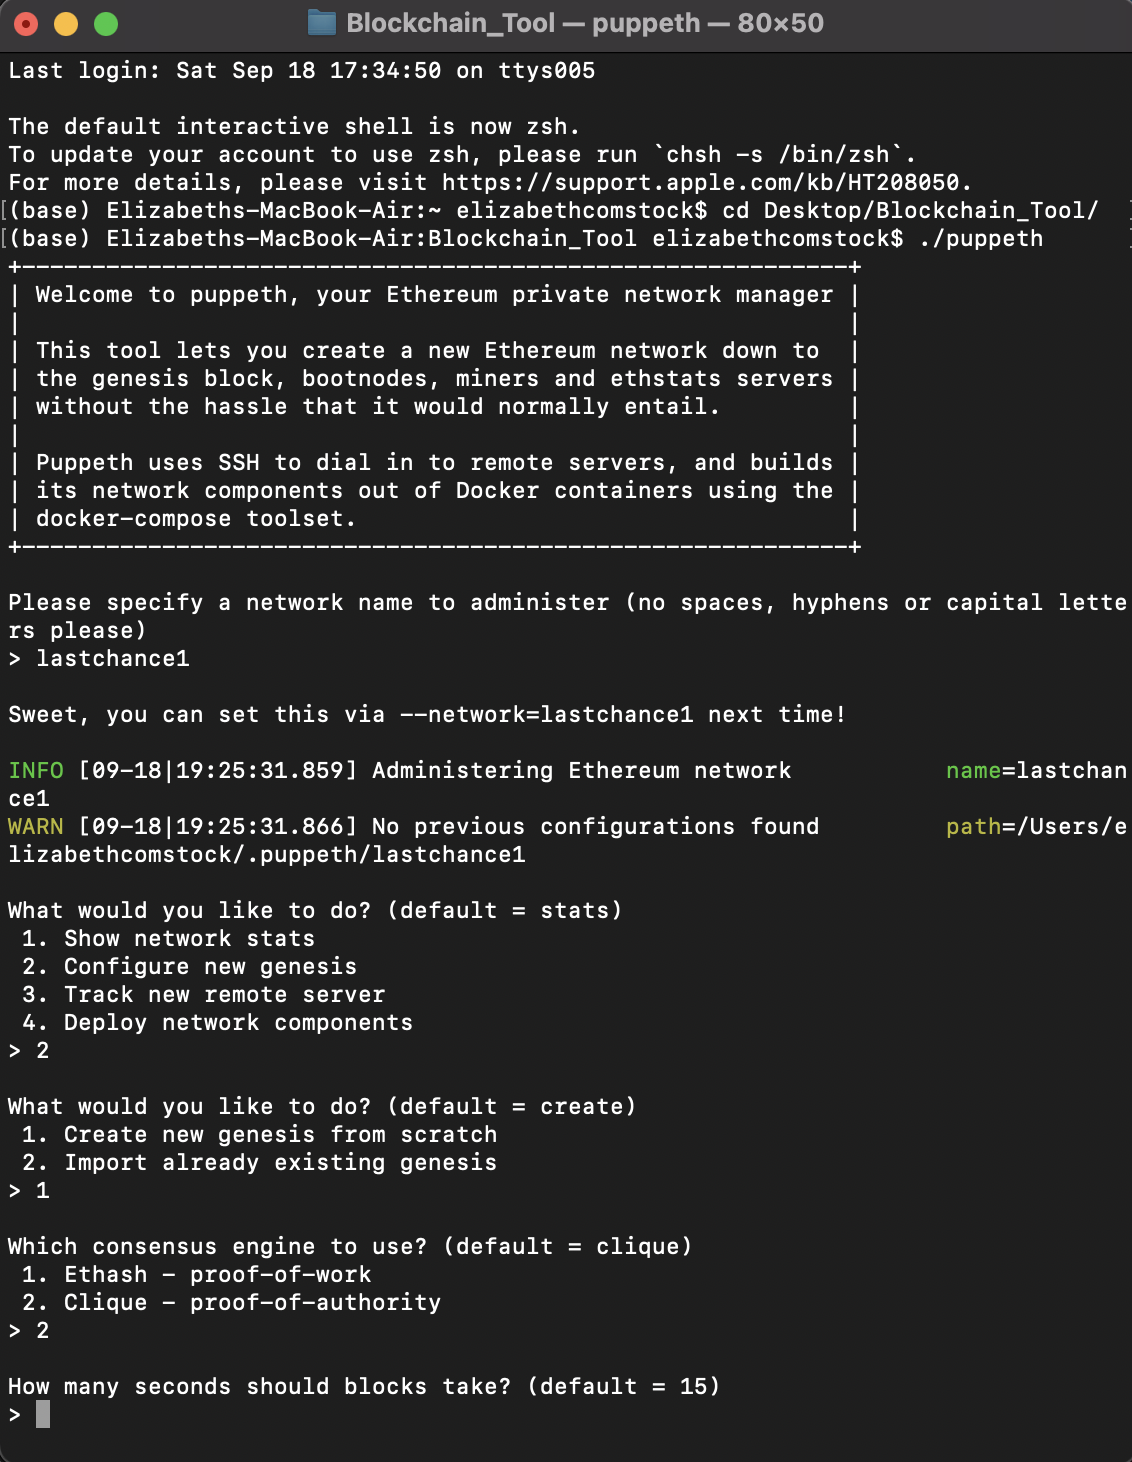 Blockchain_Tool — puppeth — 80×50
Last login: Sat Sep 18 17:34:50 on ttys005
The default interactive shell is now zsh.
To update your account to use zsh, please run `chsh -s /bin/zsh`.
For more details, please visit https://support.apple.com/kb/HT208050.
[(base) Elizabeths-MacBook-Air:~ elizabethcomstock$ cd Desktop/Blockchain_Tool/ ]
[(base) Elizabeths-MacBook-Air:Blockchain_Tool elizabethcomstock$ ./puppeth ]
+-----------------------------------------------------------+
| Welcome to puppeth, your Ethereum private network manager |
| |
| This tool lets you create a new Ethereum network down to |
| the genesis block, bootnodes, miners and ethstats servers |
| without the hassle that it would normally entail. |
| |
| Puppeth uses SSH to dial in to remote servers, and builds |
| its network components out of Docker containers using the |
| docker-compose toolset. |
+-----------------------------------------------------------+
Please specify a network name to administer (no spaces, hyphens or capital lette
rs please)
> lastchance1
Sweet, you can set this via --network=lastchance1 next time!
INFO [09-18|19:25:31.859] Administering Ethereum network name=lastchan
ce1
WARN [09-18|19:25:31.866] No previous configurations found path=/Users/e
lizabethcomstock/.puppeth/lastchance1
What would you like to do? (default = stats)
1. Show network stats
2. Configure new genesis
3. Track new remote server
4. Deploy network components
> 2
What would you like to do? (default = create)
1. Create new genesis from scratch
2. Import already existing genesis
> 1
Which consensus engine to use? (default = clique)
1. Ethash - proof-of-work
2. Clique - proof-of-authority
> 2
How many seconds should blocks take? (default = 15)
>